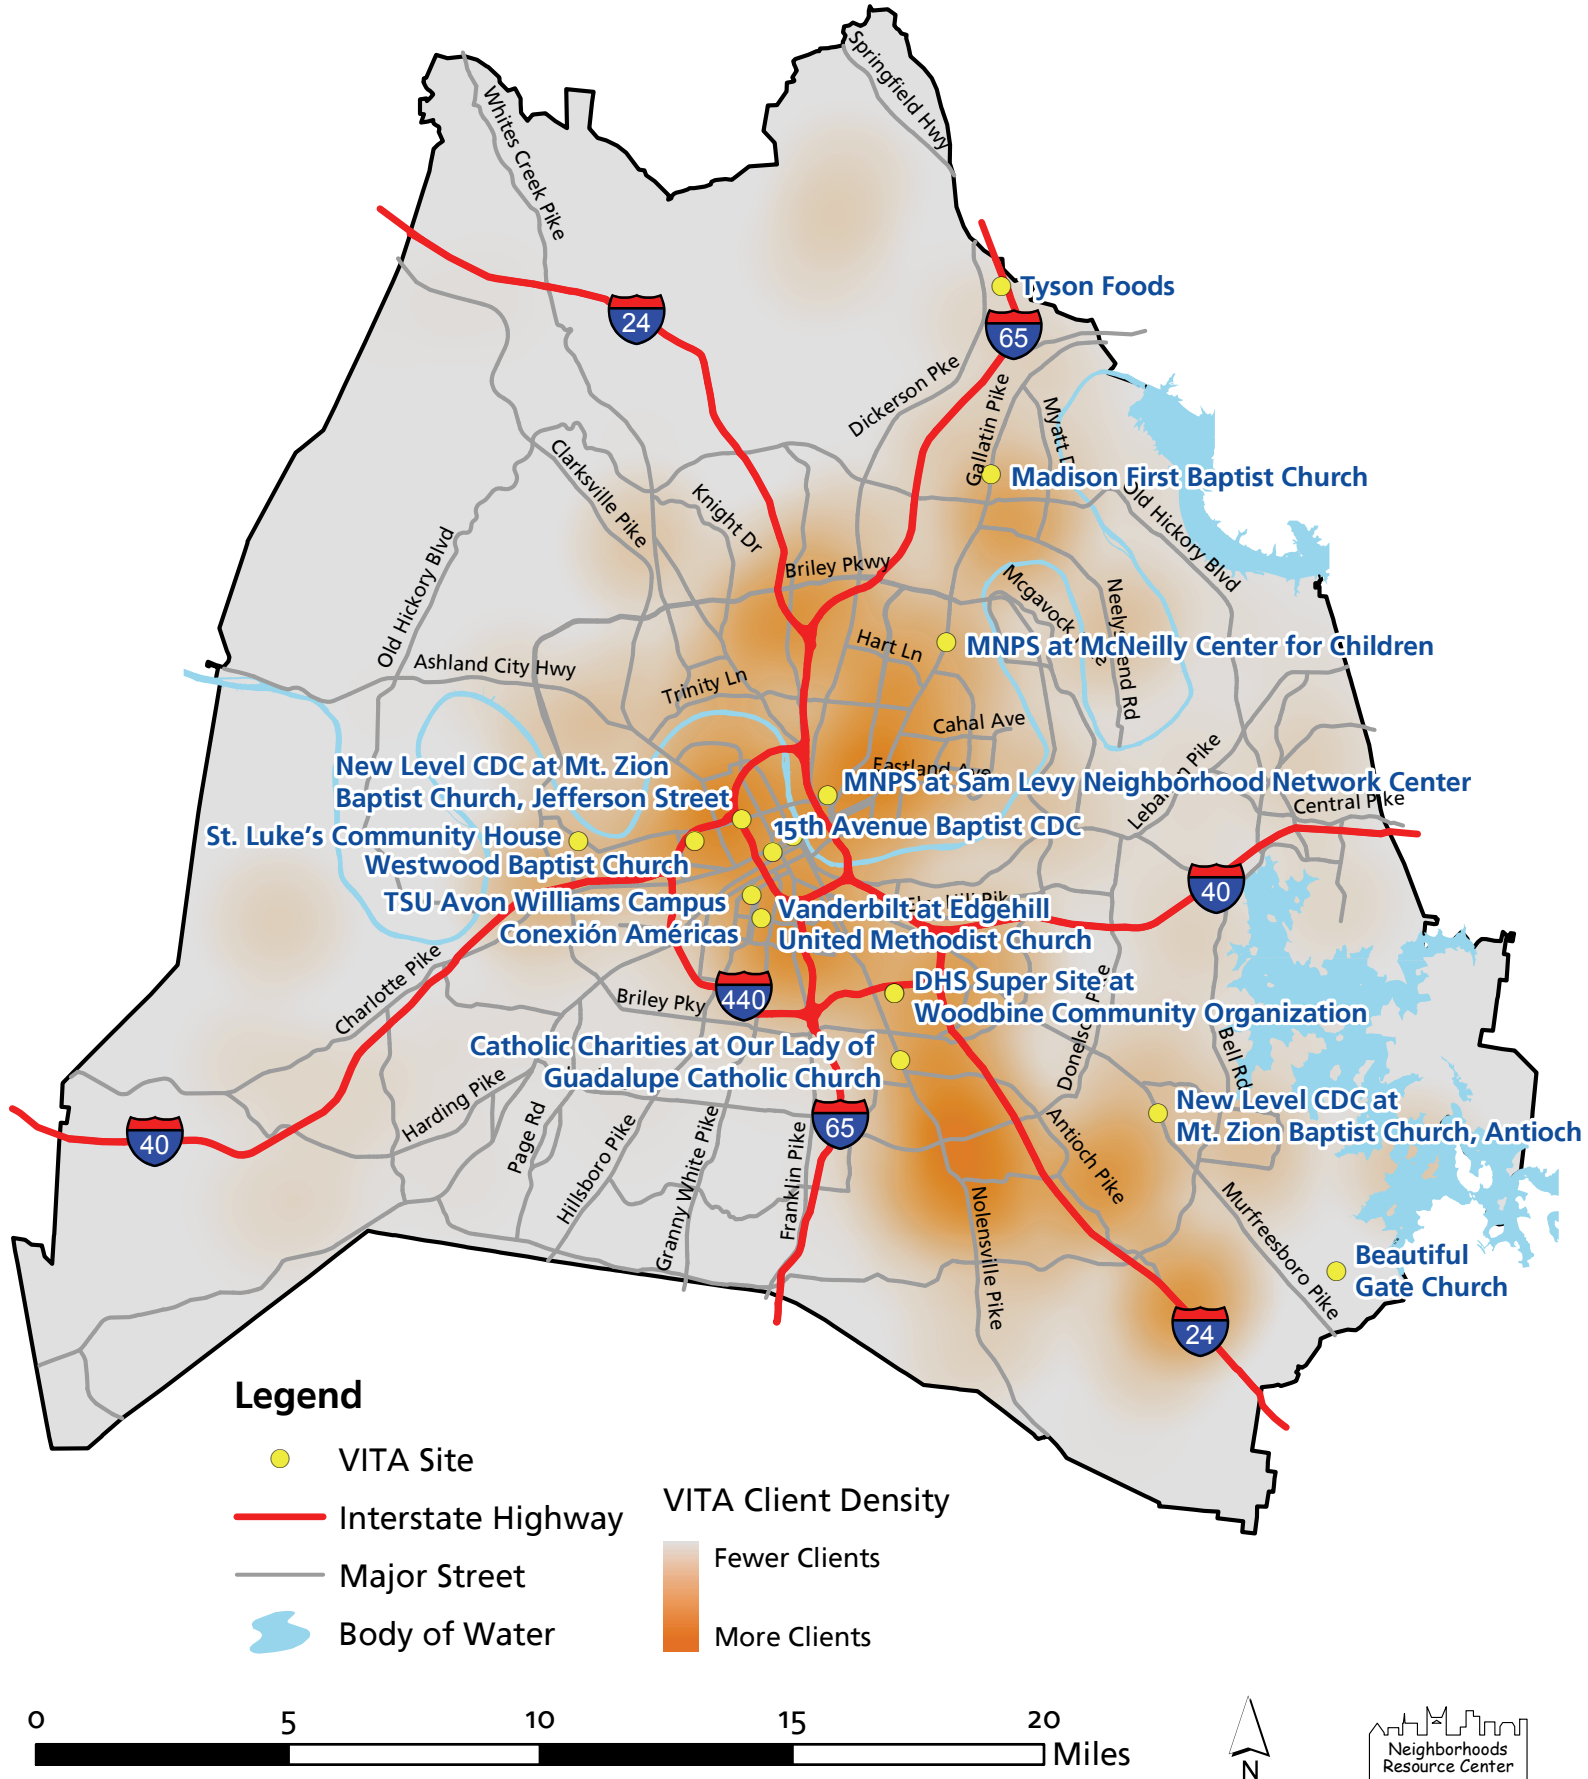 Springfield Hwy
Whites Creek Pike
Tyson Foods
24
65
Dickerson Pke
Gallatin Pike
Myatt
Madison First Baptist Church
Clarksville Pike
Knight Dr
Old Hickory Blvd
Old Hickory Blvd
Briley Pkwy
Mcgavock
Hart Ln
MNPS at McNeilly Center for Children
Ashland City Hwy
Trinity Ln
Cahal Ave
Eastland Ave
New Level CDC at Mt. Zion
Baptist Church, Jefferson Street
MNPS at Sam Levy Neighborhood Network Center
Central Pike
St. Luke's Community House
15th Avenue Baptist CDC
Westwood Baptist Church
40
TSU Avon Williams Campus
Conexión Américas
Vanderbilt at Edgehill
United Methodist Church
Charlotte Pike
Briley Pky
440
DHS Super Site at
Woodbine Community Organization
Bell Rd
Catholic Charities at Our Lady of
Guadalupe Catholic Church
Harding Pike
Page Rd
Hillsboro Pike
Granny White Pike
Franklin Pike
65
40
Antioch Pike
New Level CDC at
Mt. Zion Baptist Church, Antioch
Nolensville Pike
Murfreesboro Pike
Beautiful
Gate Church
24
Legend
VITA Site
Interstate Highway
Major Street
Body of Water
VITA Client Density
Fewer Clients
More Clients
0 5 10 15 20
Miles
N
Neighborhoods
Resource Center